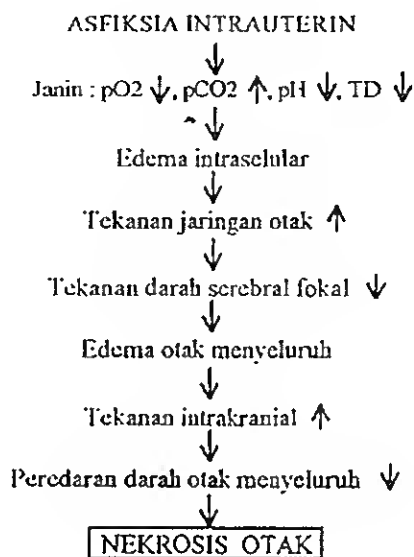 ASFIKSIA INTRAUTERIN
↓
Janin : pO2 ↓, pCO2 ↑, pH ↓, TD ↓
↓
Edema intraselular
↓
Tekanan jaringan otak ↑
↓
Tekanan darah serebral fokal ↓
↓
Edema otak menyeluruh
↓
Tekanan intrakranial ↑
↓
Peredaran darah otak menyeluruh ↓
↓
NEKROSIS OTAK